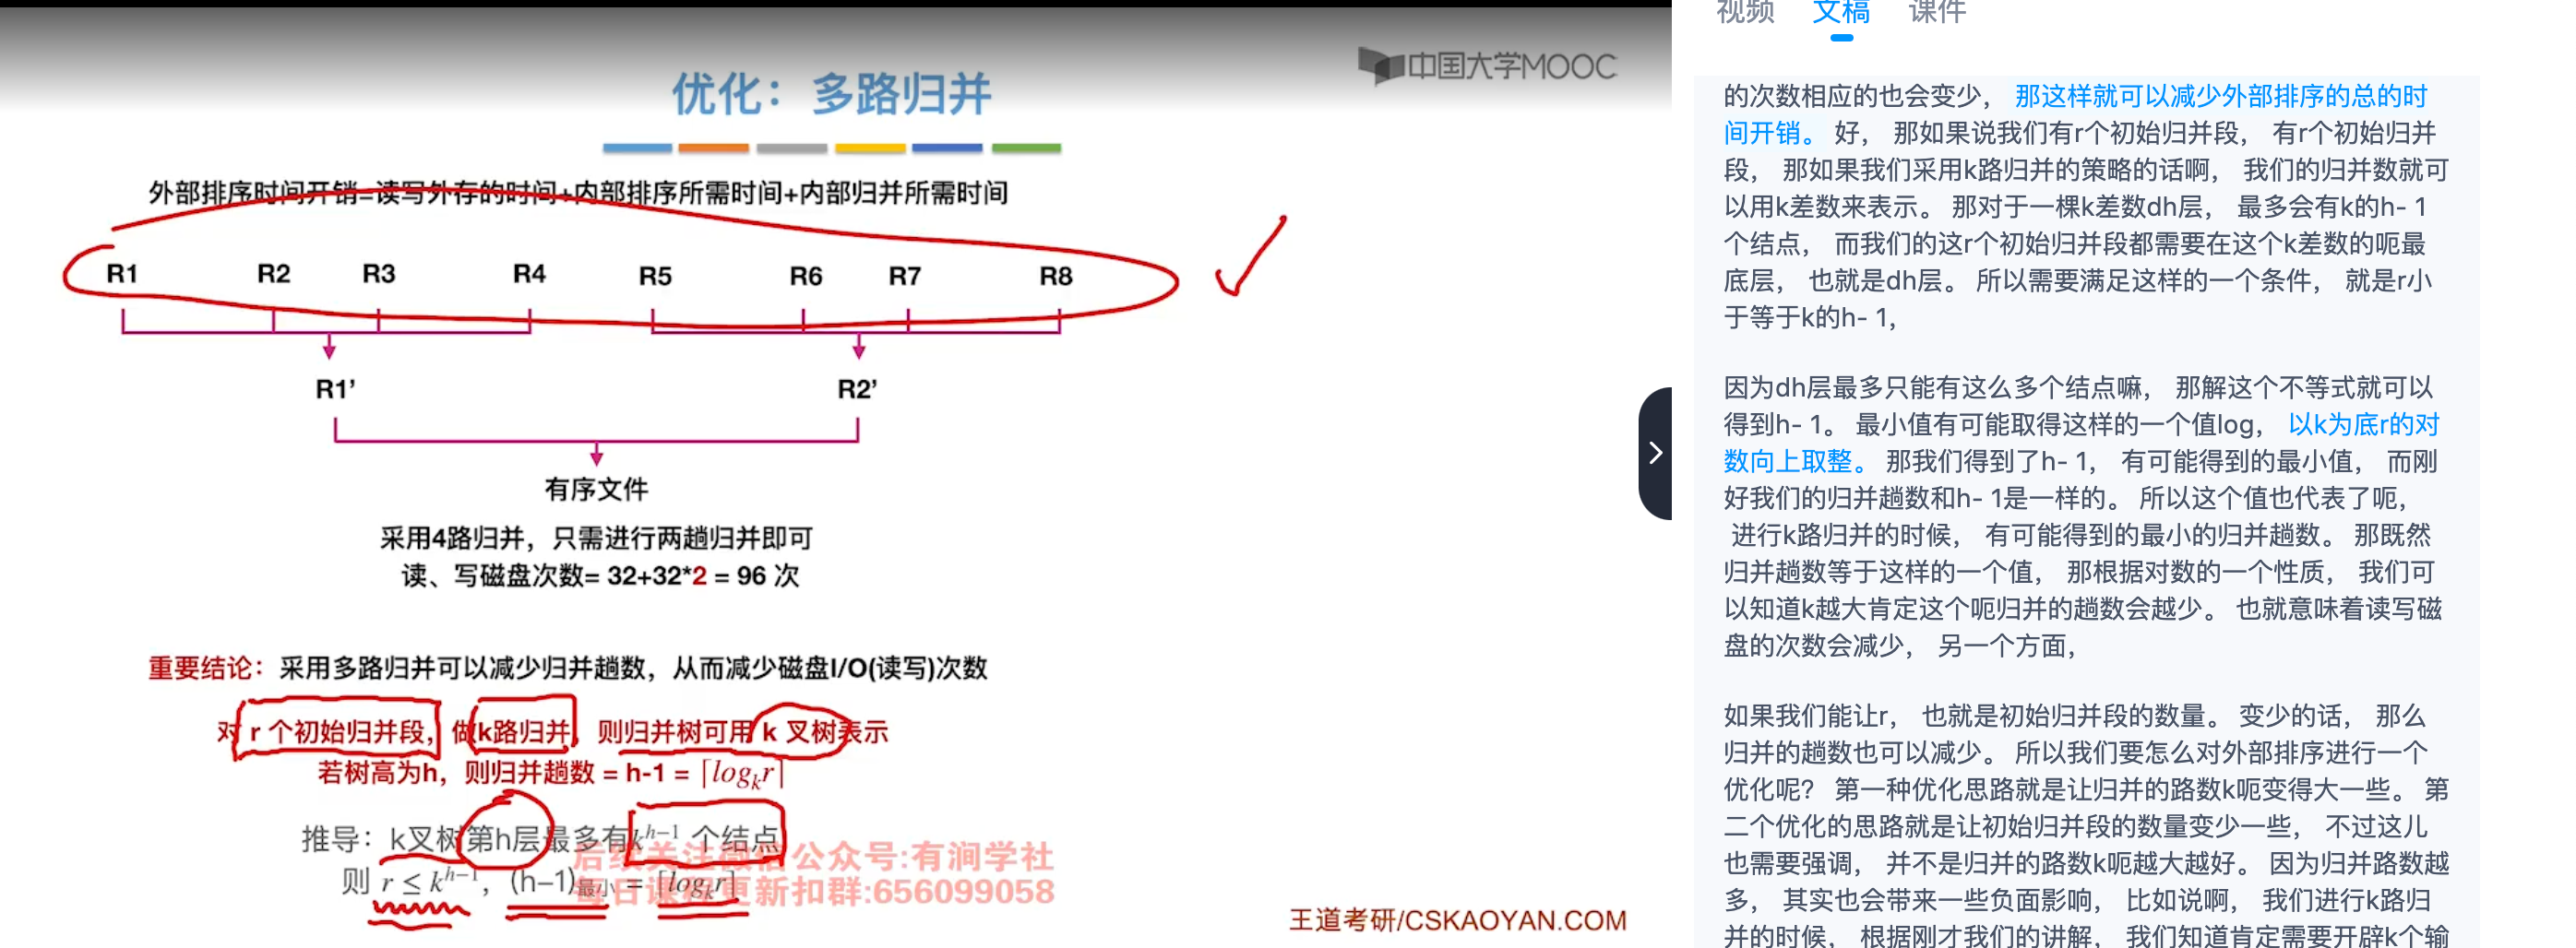 中国大学MOOC
优化：多路归并
外部排序时间开销=读写外存的时间+内部排序所需时间+内部归并所需时间
R1 R2 R3 R4 R5 R6 R7 R8
R1’ R2’
有序文件
采用4路归并，只需进行两趟归并即可
读、写磁盘次数= 32+32*2 = 96 次
重要结论：采用多路归并可以减少归并趟数，从而减少磁盘I/O(读写)次数
对 r 个初始归并段，做k路归并，则归并树可用 k 叉树表示
若树高为h，则归并趟数 = h-1 = ⌈logₖr⌉
推导：k叉树第h层最多有kʰ⁻¹ 个结点
则 r ≤ kʰ⁻¹，(h−1)最小 = ⌈logₖr⌉
后续关注微信公众号:有涧学社
每日课程更新扣群:656099058
王道考研/CSKAOYAN.COM
视频 文稿 课件
的次数相应的也会变少， 那这样就可以减少外部排序的总的时
间开销。 好， 那如果说我们有r个初始归并段， 有r个初始归并
段， 那如果我们采用k路归并的策略的话啊， 我们的归并数就可
以用k差数来表示。 那对于一棵k差数dh层， 最多会有k的h- 1
个结点， 而我们的这r个初始归并段都需要在这个k差数的呃最
底层， 也就是dh层。 所以需要满足这样的一个条件， 就是r小
于等于k的h- 1，
因为dh层最多只能有这么多个结点嘛， 那解这个不等式就可以
得到h- 1。 最小值有可能取得这样的一个值log， 以k为底r的对
数向上取整。 那我们得到了h- 1， 有可能得到的最小值， 而刚
好我们的归并趟数和h- 1是一样的。 所以这个值也代表了呃，
进行k路归并的时候， 有可能得到的最小的归并趟数。 那既然
归并趟数等于这样的一个值， 那根据对数的一个性质， 我们可
以知道k越大肯定这个呃归并的趟数会越少。 也就意味着读写磁
盘的次数会减少， 另一个方面，
如果我们能让r， 也就是初始归并段的数量。 变少的话， 那么
归并的趟数也可以减少。 所以我们要怎么对外部排序进行一个
优化呢？ 第一种优化思路就是让归并的路数k呃变得大一些。 第
二个优化的思路就是让初始归并段的数量变少一些， 不过这儿
也需要强调， 并不是归并的路数k呃越大越好。 因为归并路数越
多， 其实也会带来一些负面影响， 比如说啊， 我们进行k路归
并的时候， 根据刚才我们的讲解， 我们知道肯定需要开辟k个输